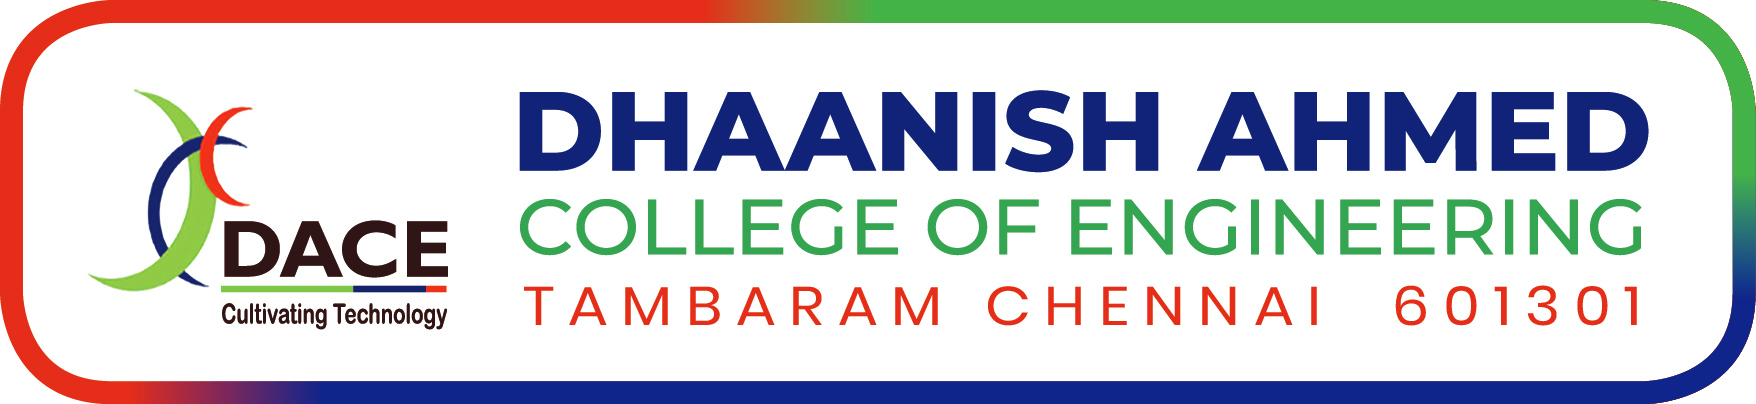 DACE
Cultivating Technology
DHAANISH AHMED
COLLEGE OF ENGINEERING
TAMBARAM CHENNAI 601301